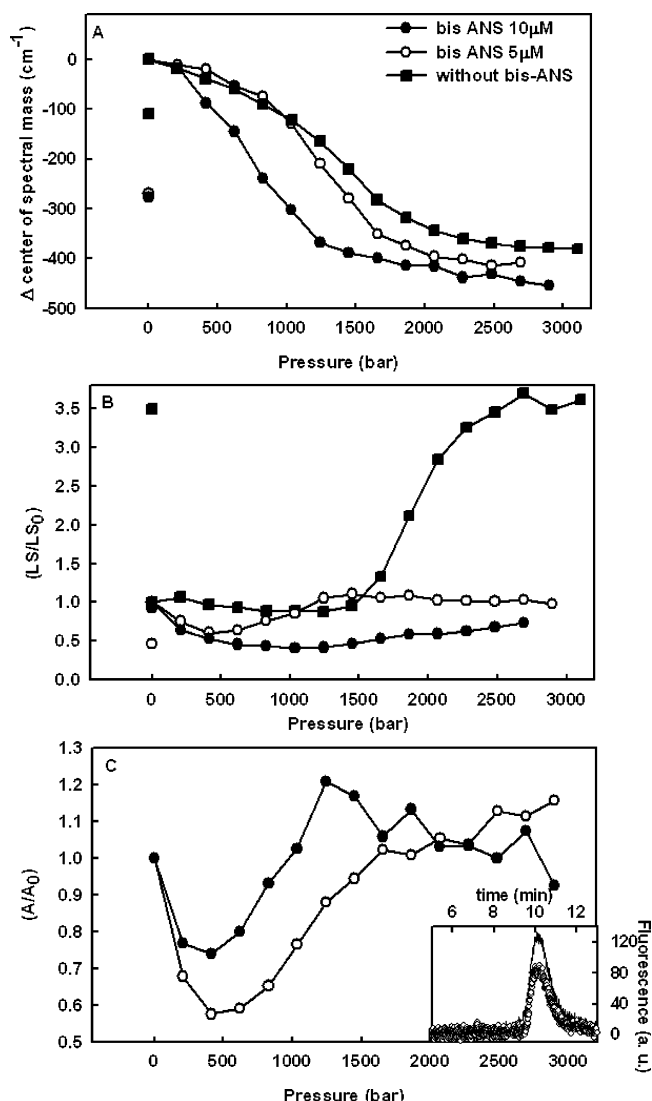 A
bis ANS 10μM
bis ANS 5μM
without bis-ANS
Δ center of spectral mass (cm-1)
0
-100
-200
-300
-400
-500
0 500 1000 1500 2000 2500 3000
Pressure (bar)
B
(LS/LS0)
3.5
3.0
2.5
2.0
1.5
1.0
0.5
0.0
0 500 1000 1500 2000 2500 3000
Pressure (bar)
C
(A/A0)
1.3
1.2
1.1
1.0
0.9
0.8
0.7
0.6
0.5
time (min)
6 8 10 12
Fluorescence (a. u.)
120
80
40
0
0 500 1000 1500 2000 2500 3000
Pressure (bar)